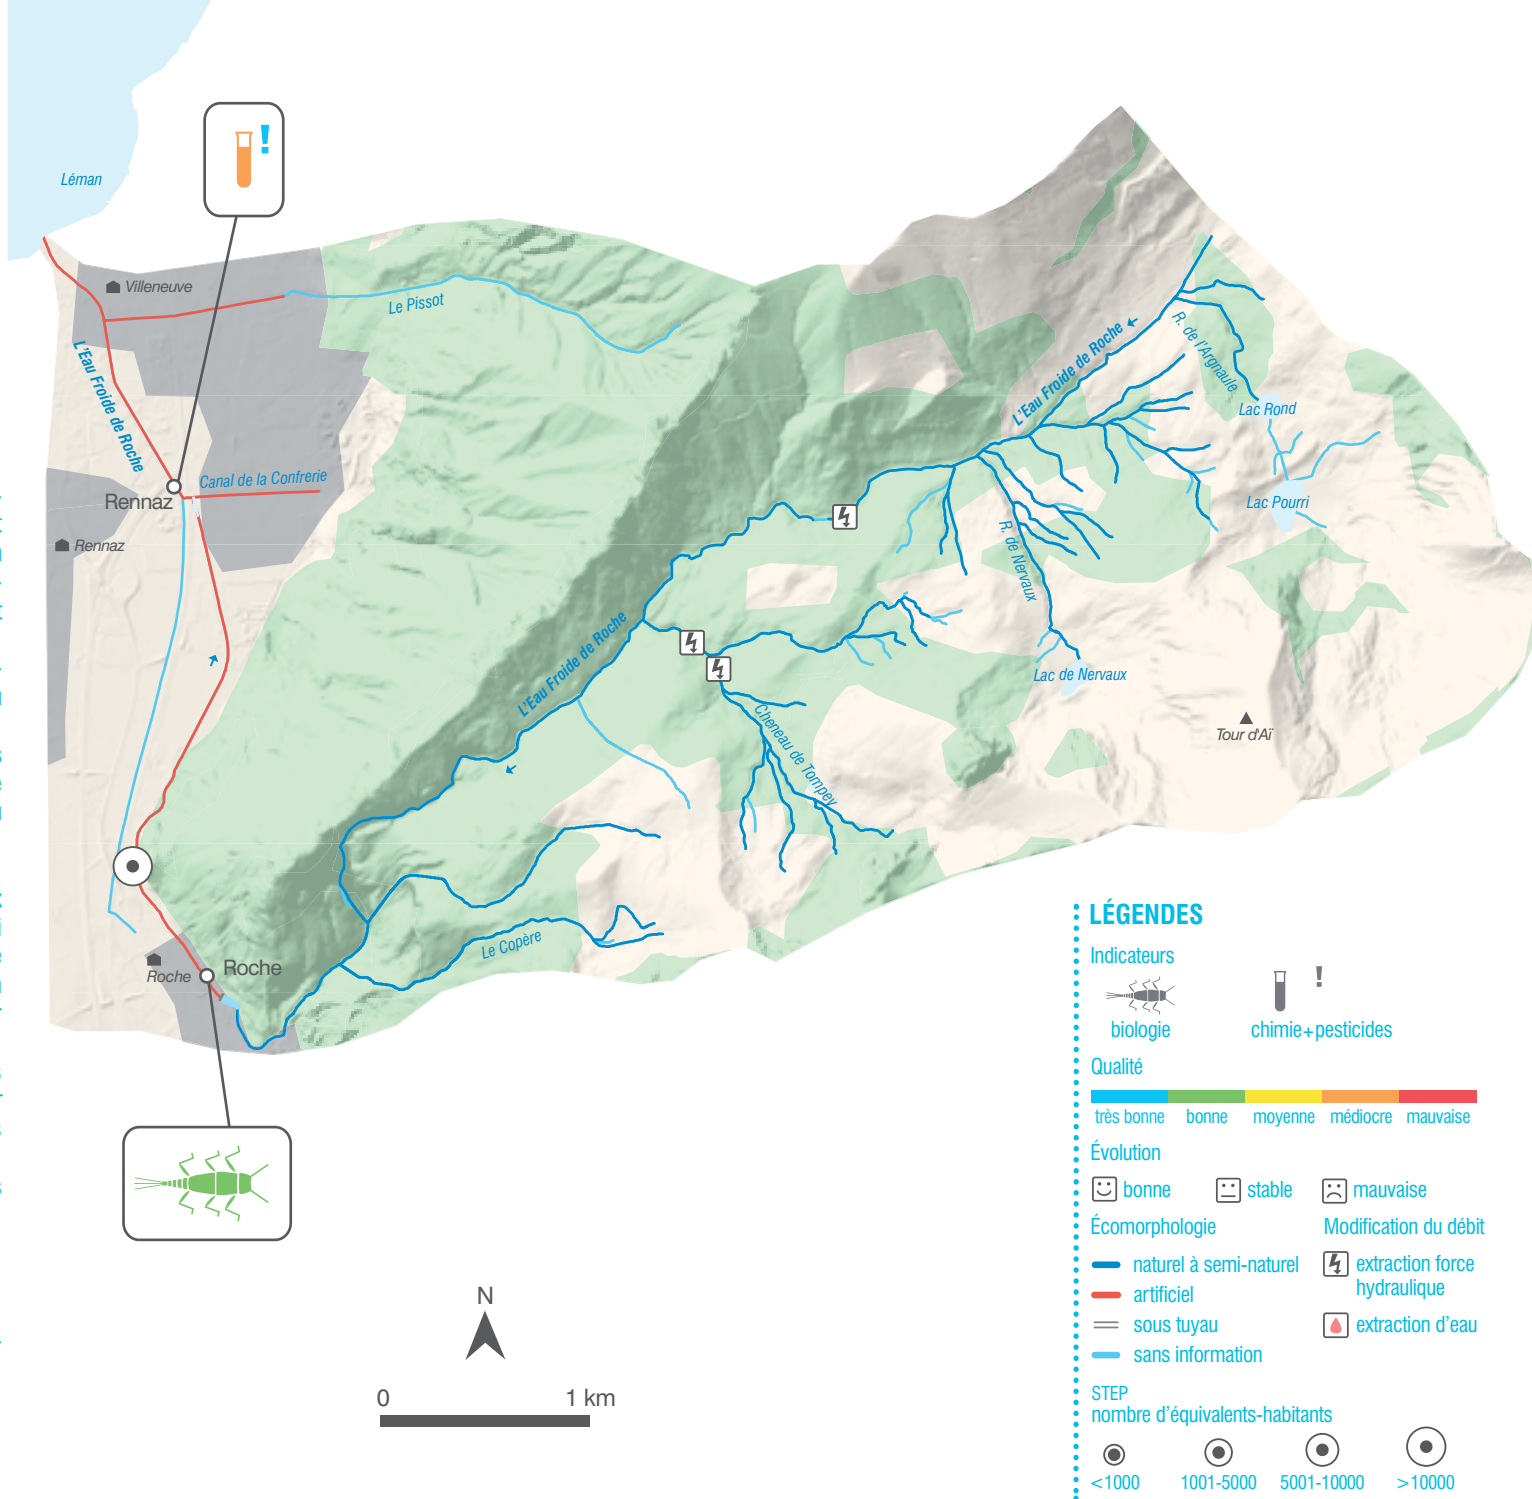 Léman
Villeneuve
Le Pissot
L'Eau Froide de Roche
L'Eau Froide de Roche
R. de l'Argnaule
Lac Rond
Canal de la Confrerie
Rennaz
Lac Pourri
Rennaz
R. de Nervaux
L'Eau Froide de Roche
Lac de Nervaux
Cheneau de Tompey
Tour d'Aï
Le Copère
Roche
Roche
N
0 1 km
LÉGENDES
Indicateurs
!
biologie chimie+pesticides
Qualité
très bonne bonne moyenne médiocre mauvaise
Évolution
bonne stable mauvaise
Écomorphologie Modification du débit
naturel à semi-naturel extraction force
hydraulique
artificiel
sous tuyau extraction d'eau
sans information
STEP
nombre d'équivalents-habitants
<1000 1001-5000 5001-10000 >10000